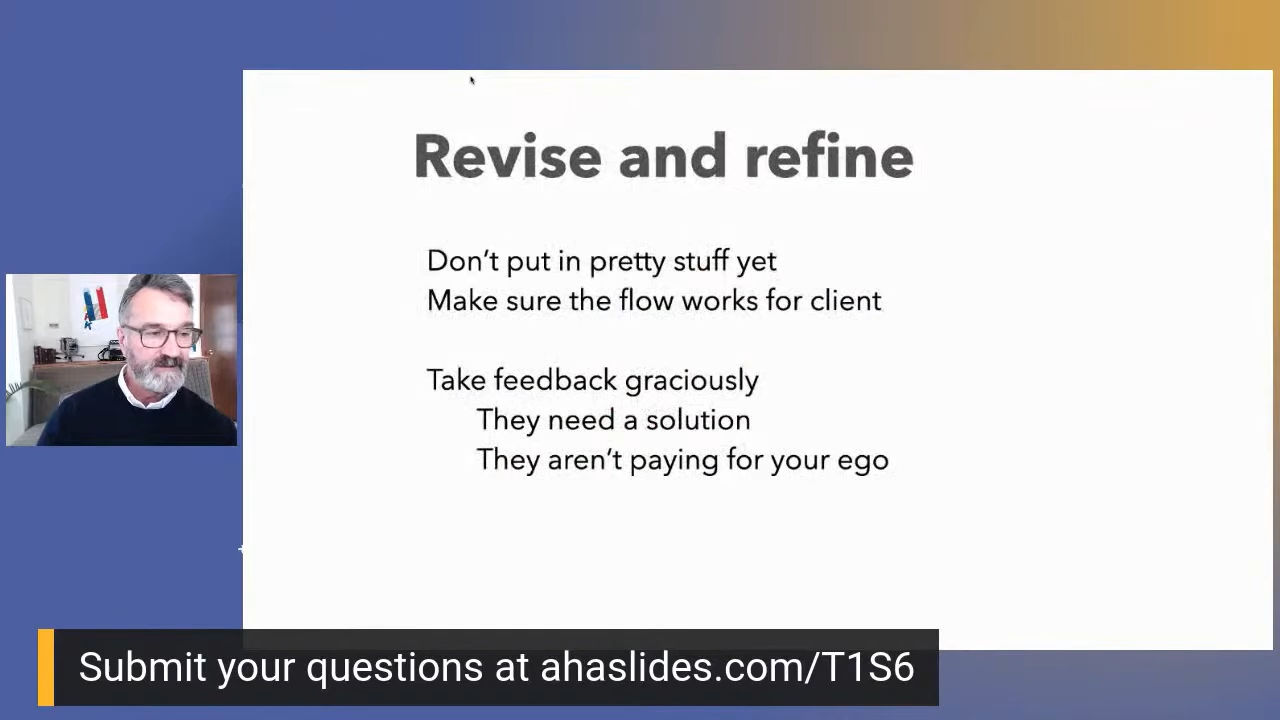 Revise and refine
Don’t put in pretty stuff yet
Make sure the flow works for client
Take feedback graciously
They need a solution
They aren’t paying for your ego
Submit your questions at ahaslides.com/T1S6